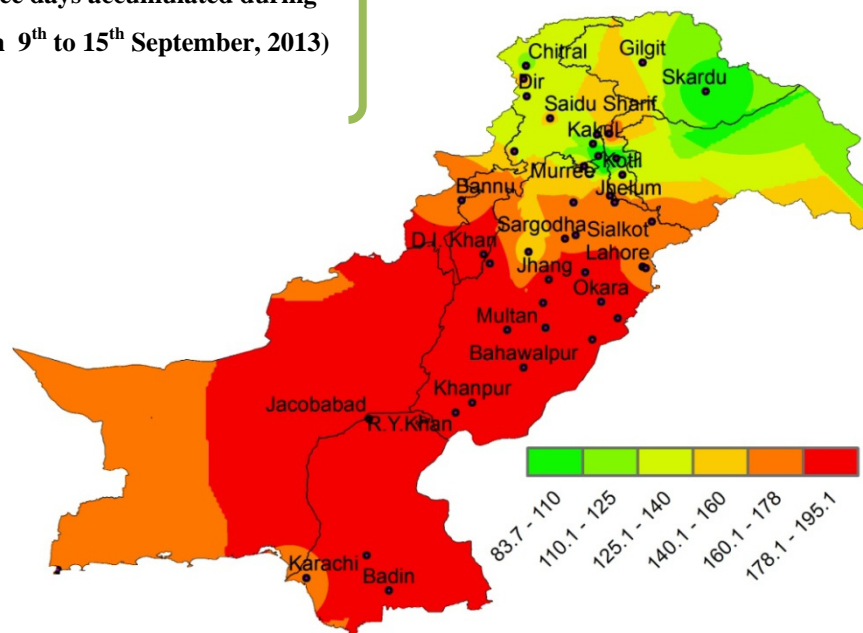 days accumulated during
9th to 15th September, 2013)
Chitral
Gilgit
Dir
Skardu
Saidu Sharif
Kakul
Kotli
Murree
Bannu
Jhelum
Sargodha
Sialkot
D.I. Khan
Lahore
Jhang
Okara
Multan
Bahawalpur
Khanpur
Jacobabad
R.Y.Khan
Karachi
Badin
83.7 - 110
110.1 - 125
125.1 - 140
140.1 - 160
160.1 - 178
178.1 - 195.1